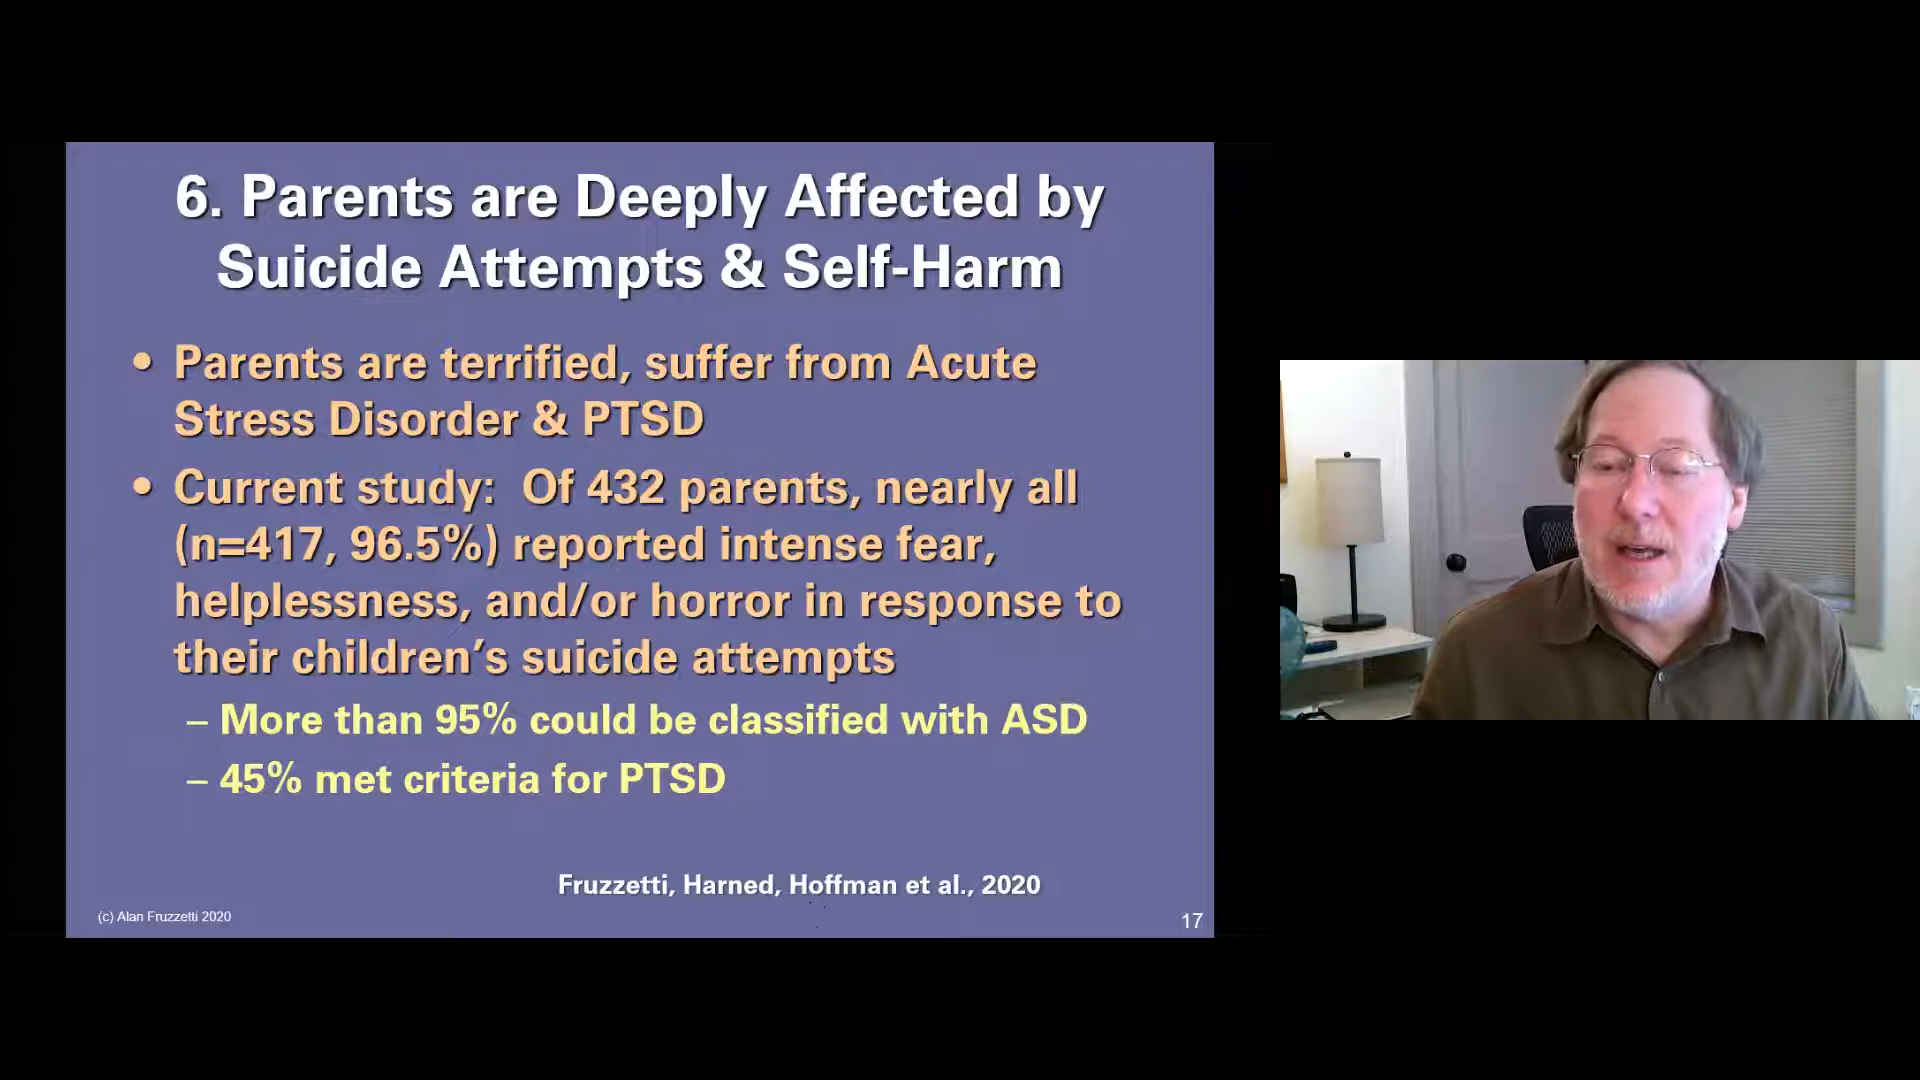 6. Parents are Deeply Affected by
Suicide Attempts & Self-Harm
• Parents are terrified, suffer from Acute
Stress Disorder & PTSD
• Current study: Of 432 parents, nearly all
(n=417, 96.5%) reported intense fear,
helplessness, and/or horror in response to
their children’s suicide attempts
– More than 95% could be classified with ASD
– 45% met criteria for PTSD
Fruzzetti, Harned, Hoffman et al., 2020
(c) Alan Fruzzetti 2020
17